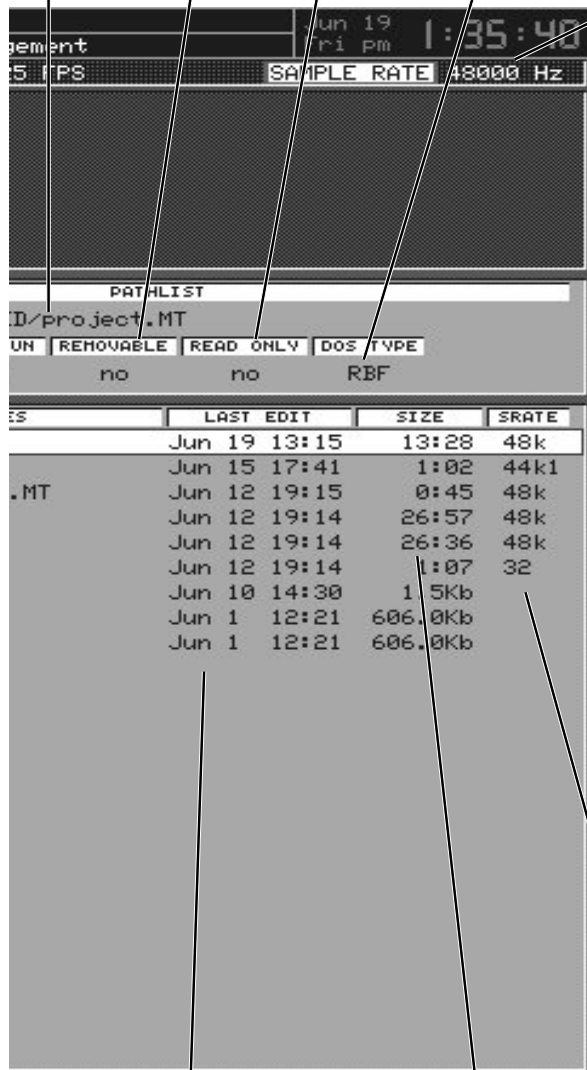 Jun 19
gement Fri pm 1:35:40
25 FPS SAMPLE RATE 48000 Hz
PATHLIST
D/project.MT
UN REMOVABLE READ ONLY DOS TYPE
no no RBF
ES LAST EDIT SIZE SRATE
Jun 19 13:15 13:28 48k
Jun 15 17:41 1:02 44k1
.MT Jun 12 19:15 0:45 48k
Jun 12 19:14 26:57 48k
Jun 12 19:14 26:36 48k
Jun 12 19:14 1:07 32
Jun 10 14:30 1.5Kb
Jun 1 12:21 606.0Kb
Jun 1 12:21 606.0Kb